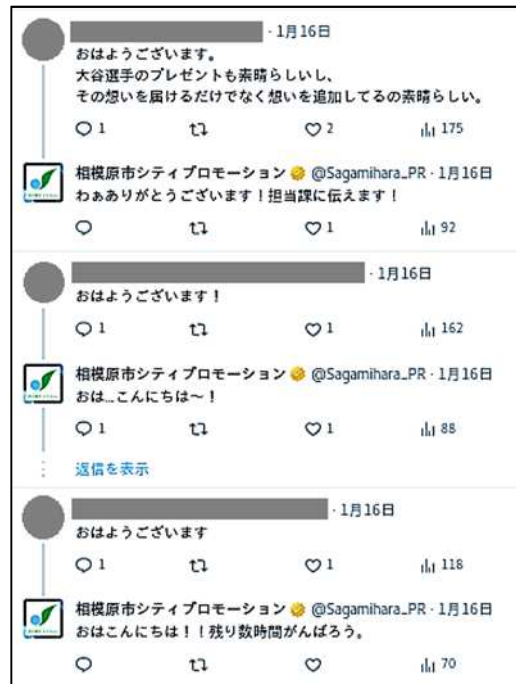 · 1月16日
おはようございます。
大谷選手のプレゼントも素晴らしいし、
その想いを届けるだけでなく想いを追加してるの素晴らしい。
1 2 175
相模原市シティプロモーション @Sagamihara_PR · 1月16日
わぁありがとうございます！担当課に伝えます！
1 92
· 1月16日
おはようございます！
1 1 162
相模原市シティプロモーション @Sagamihara_PR · 1月16日
おは...こんにちは～！
1 1 88
返信を表示
· 1月16日
おはようございます
1 1 118
相模原市シティプロモーション @Sagamihara_PR · 1月16日
おはこんにちは！！残り数時間がんばろう。
70